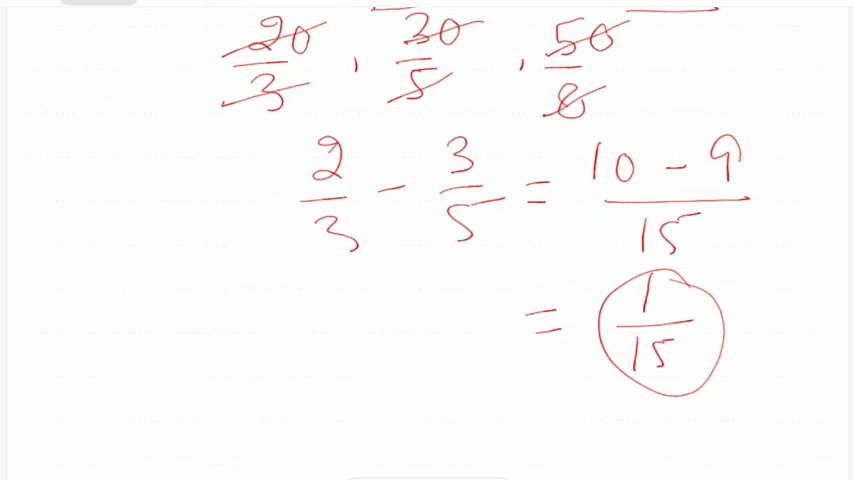 20/3 , 30/5 , 50/8
2/3 - 3/5 = 10 - 9/15
= 1/15